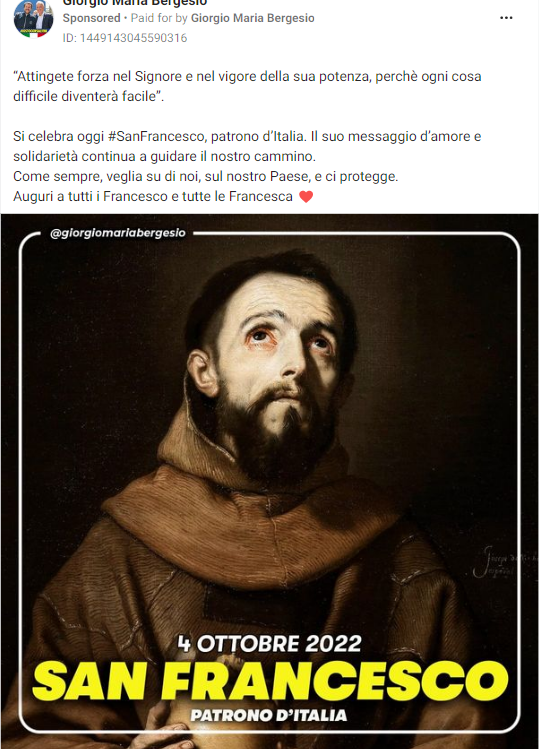 Giorgio Maria Bergesio
Sponsored • Paid for by Giorgio Maria Bergesio
ID: 1449143045590316
“Attingete forza nel Signore e nel vigore della sua potenza, perchè ogni cosa
difficile diventerà facile”.
Si celebra oggi #SanFrancesco, patrono d’Italia. Il suo messaggio d’amore e
solidarietà continua a guidare il nostro cammino.
Come sempre, veglia su di noi, sul nostro Paese, e ci protegge.
Auguri a tutti i Francesco e tutte le Francesca ♥
@giorgiomariabergesio
4 OTTOBRE 2022
SAN FRANCESCO
PATRONO D’ITALIA